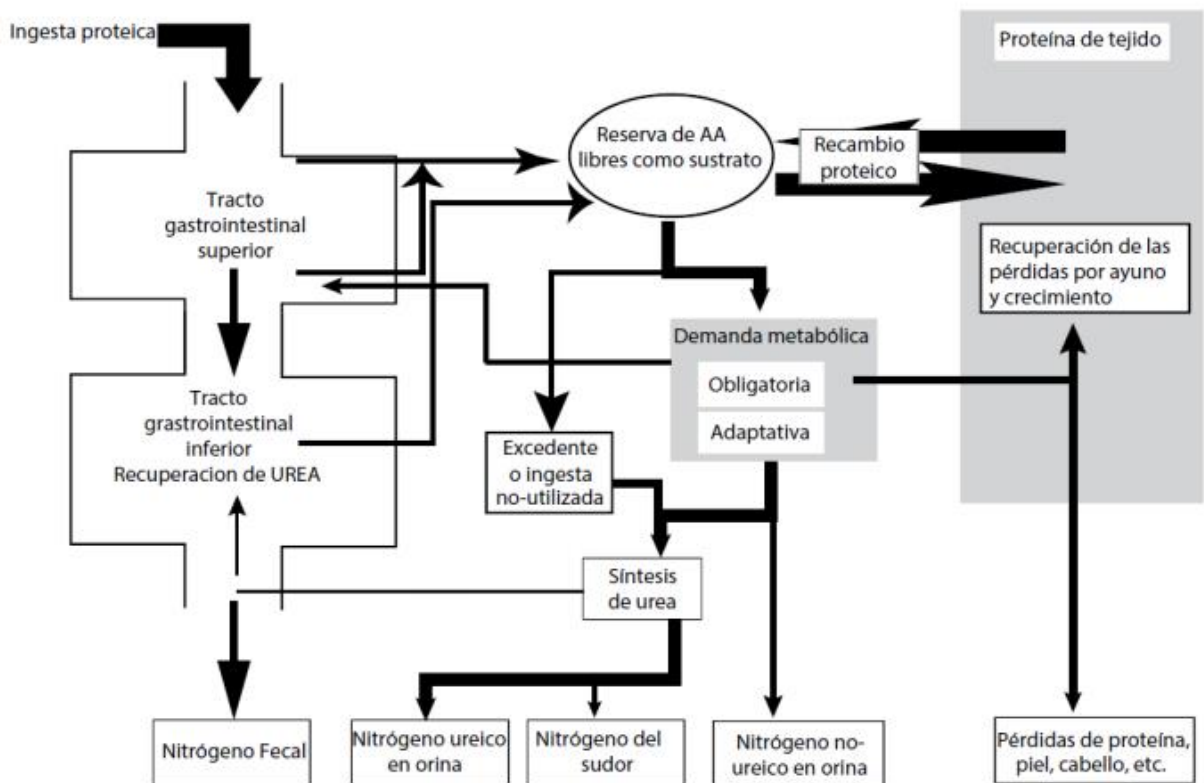 Ingesta proteica
Proteína de tejido
Reserva de AA
libres como sustrato
Recambio
proteico
Tracto
gastrointestinal
superior
Recuperación de las
pérdidas por ayuno
y crecimiento
Demanda metabólica
Obligatoria
Adaptativa
Tracto
grastrointestinal
inferior
Recuperacion de UREA
Excedente
o ingesta
no-utilizada
Síntesis
de urea
Nitrógeno Fecal
Nitrógeno ureico
en orina
Nitrógeno del
sudor
Nitrógeno no-
ureico en orina
Pérdidas de proteína,
piel, cabello, etc.